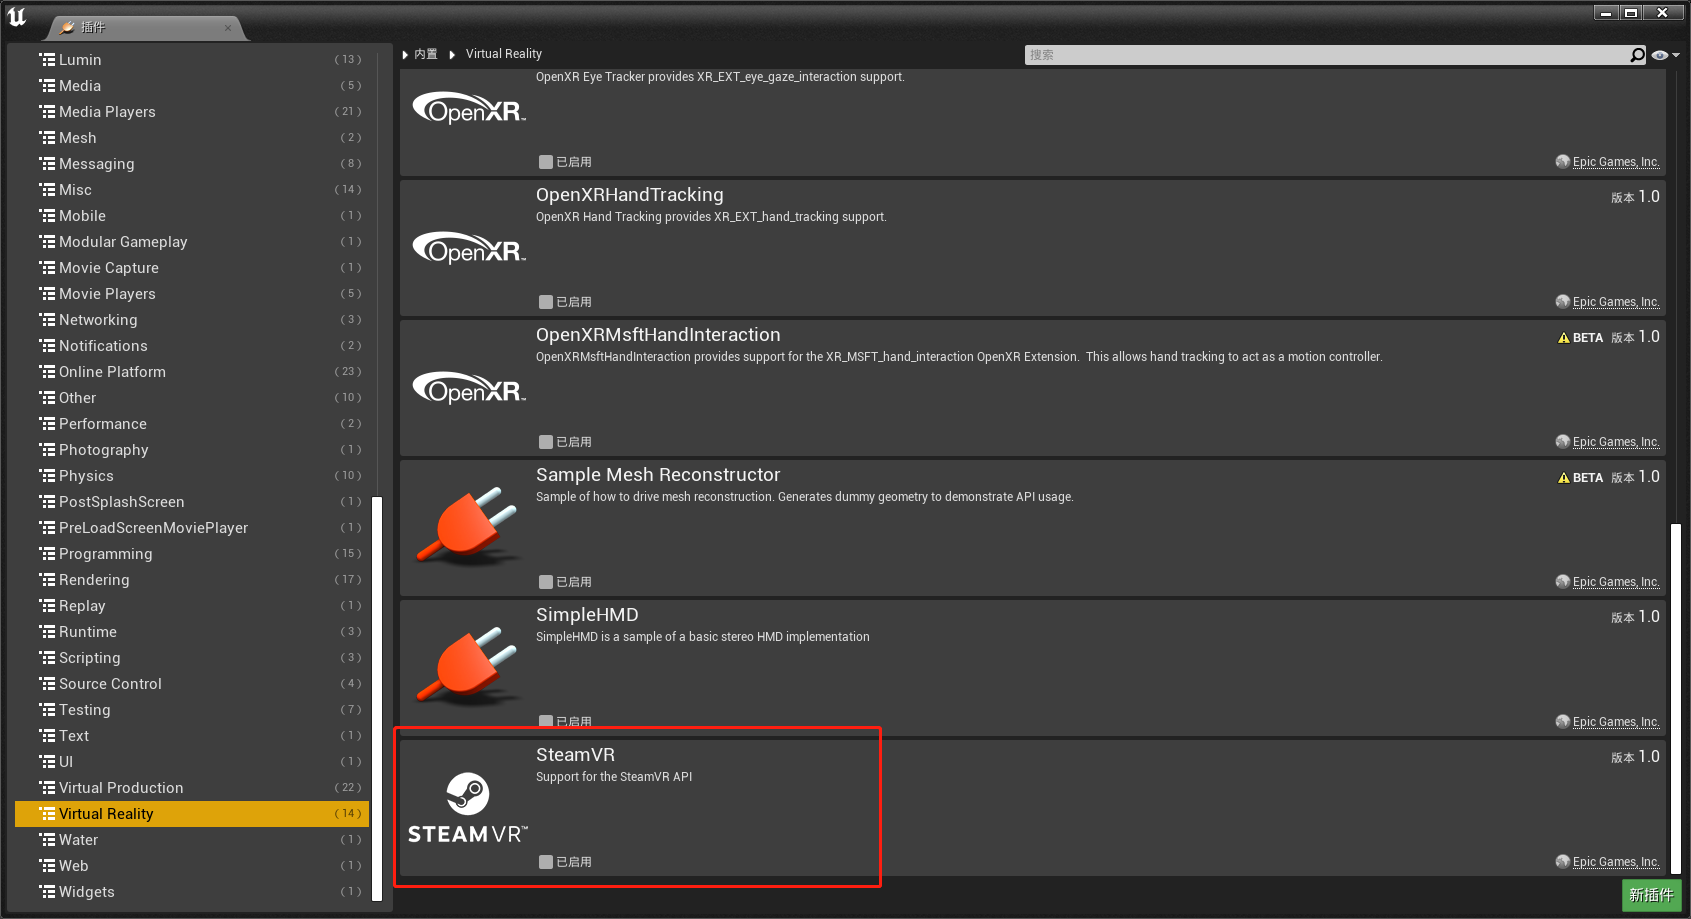 插件
Lumin (13)
Media (5)
Media Players (21)
Mesh (2)
Messaging (8)
Misc (14)
Mobile (1)
Modular Gameplay (1)
Movie Capture (1)
Movie Players (5)
Networking (3)
Notifications (2)
Online Platform (23)
Other (10)
Performance (2)
Photography (1)
Physics (10)
PostSplashScreen (1)
PreLoadScreenMoviePlayer (1)
Programming (15)
Rendering (17)
Replay (1)
Runtime (3)
Scripting (3)
Source Control (4)
Testing (7)
Text (1)
UI (1)
Virtual Production (22)
Virtual Reality (14)
Water (1)
Web (1)
Widgets (1)
内置 Virtual Reality
搜索
OpenXR Eye Tracker provides XR_EXT_eye_gaze_interaction support.
OpenXR™
已启用 Epic Games, Inc.
OpenXRHandTracking 版本 1.0
OpenXR Hand Tracking provides XR_EXT_hand_tracking support.
OpenXR™
已启用 Epic Games, Inc.
OpenXRMsftHandInteraction BETA 版本 1.0
OpenXRMsftHandInteraction provides support for the XR_MSFT_hand_interaction OpenXR Extension.  This allows hand tracking to act as a motion controller.
OpenXR™
已启用 Epic Games, Inc.
Sample Mesh Reconstructor BETA 版本 1.0
Sample of how to drive mesh reconstruction. Generates dummy geometry to demonstrate API usage.
已启用 Epic Games, Inc.
SimpleHMD 版本 1.0
SimpleHMD is a sample of a basic stereo HMD implementation
已启用 Epic Games, Inc.
SteamVR 版本 1.0
Support for the SteamVR API
STEAM VR™
已启用 Epic Games, Inc.
新插件